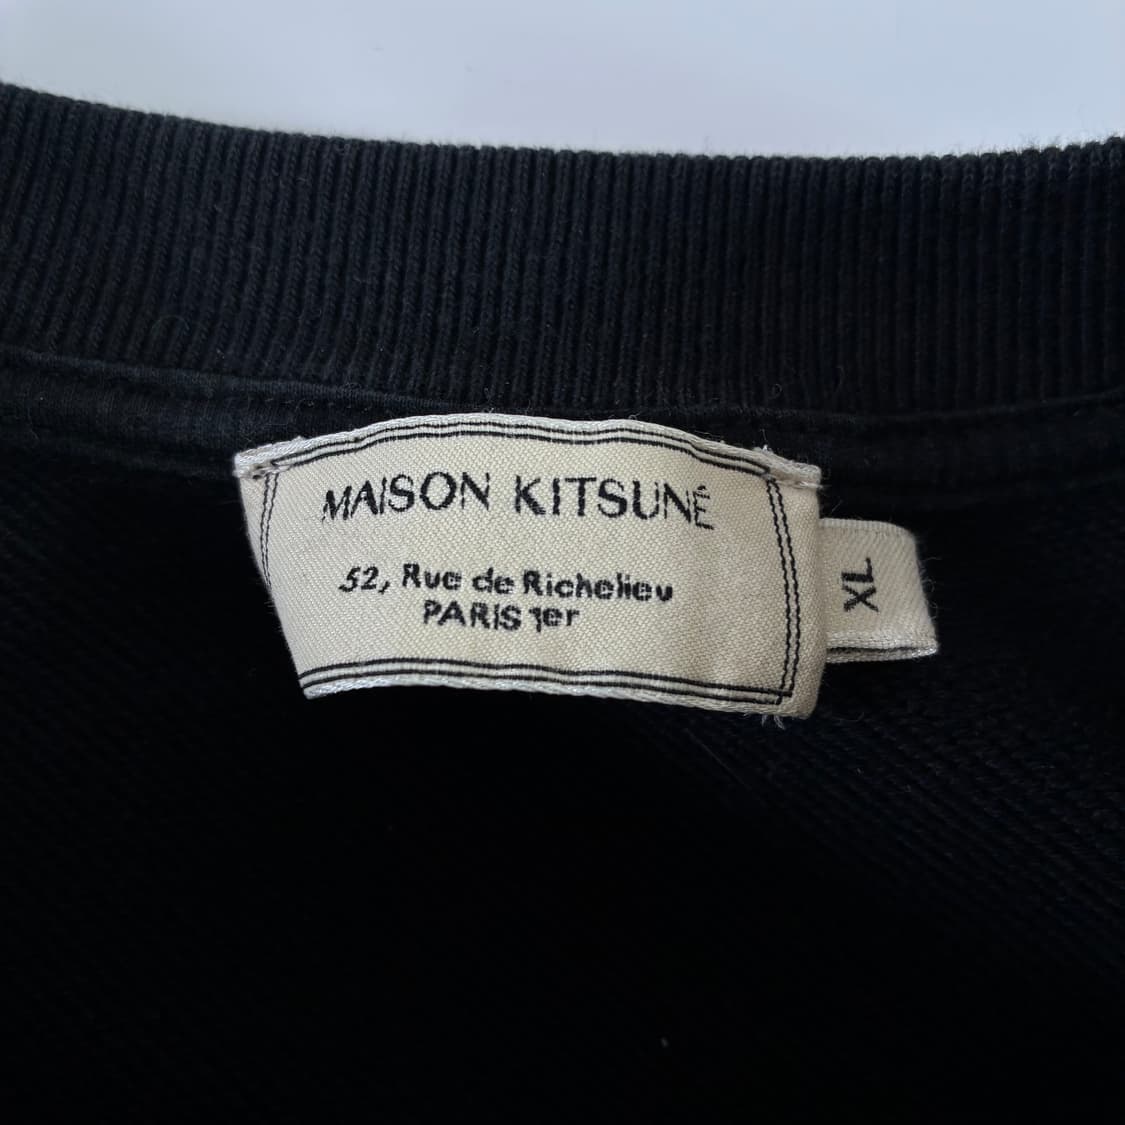 MAISON KITSUNÉ
52, Rue de Richelieu
PARIS 1er
XL